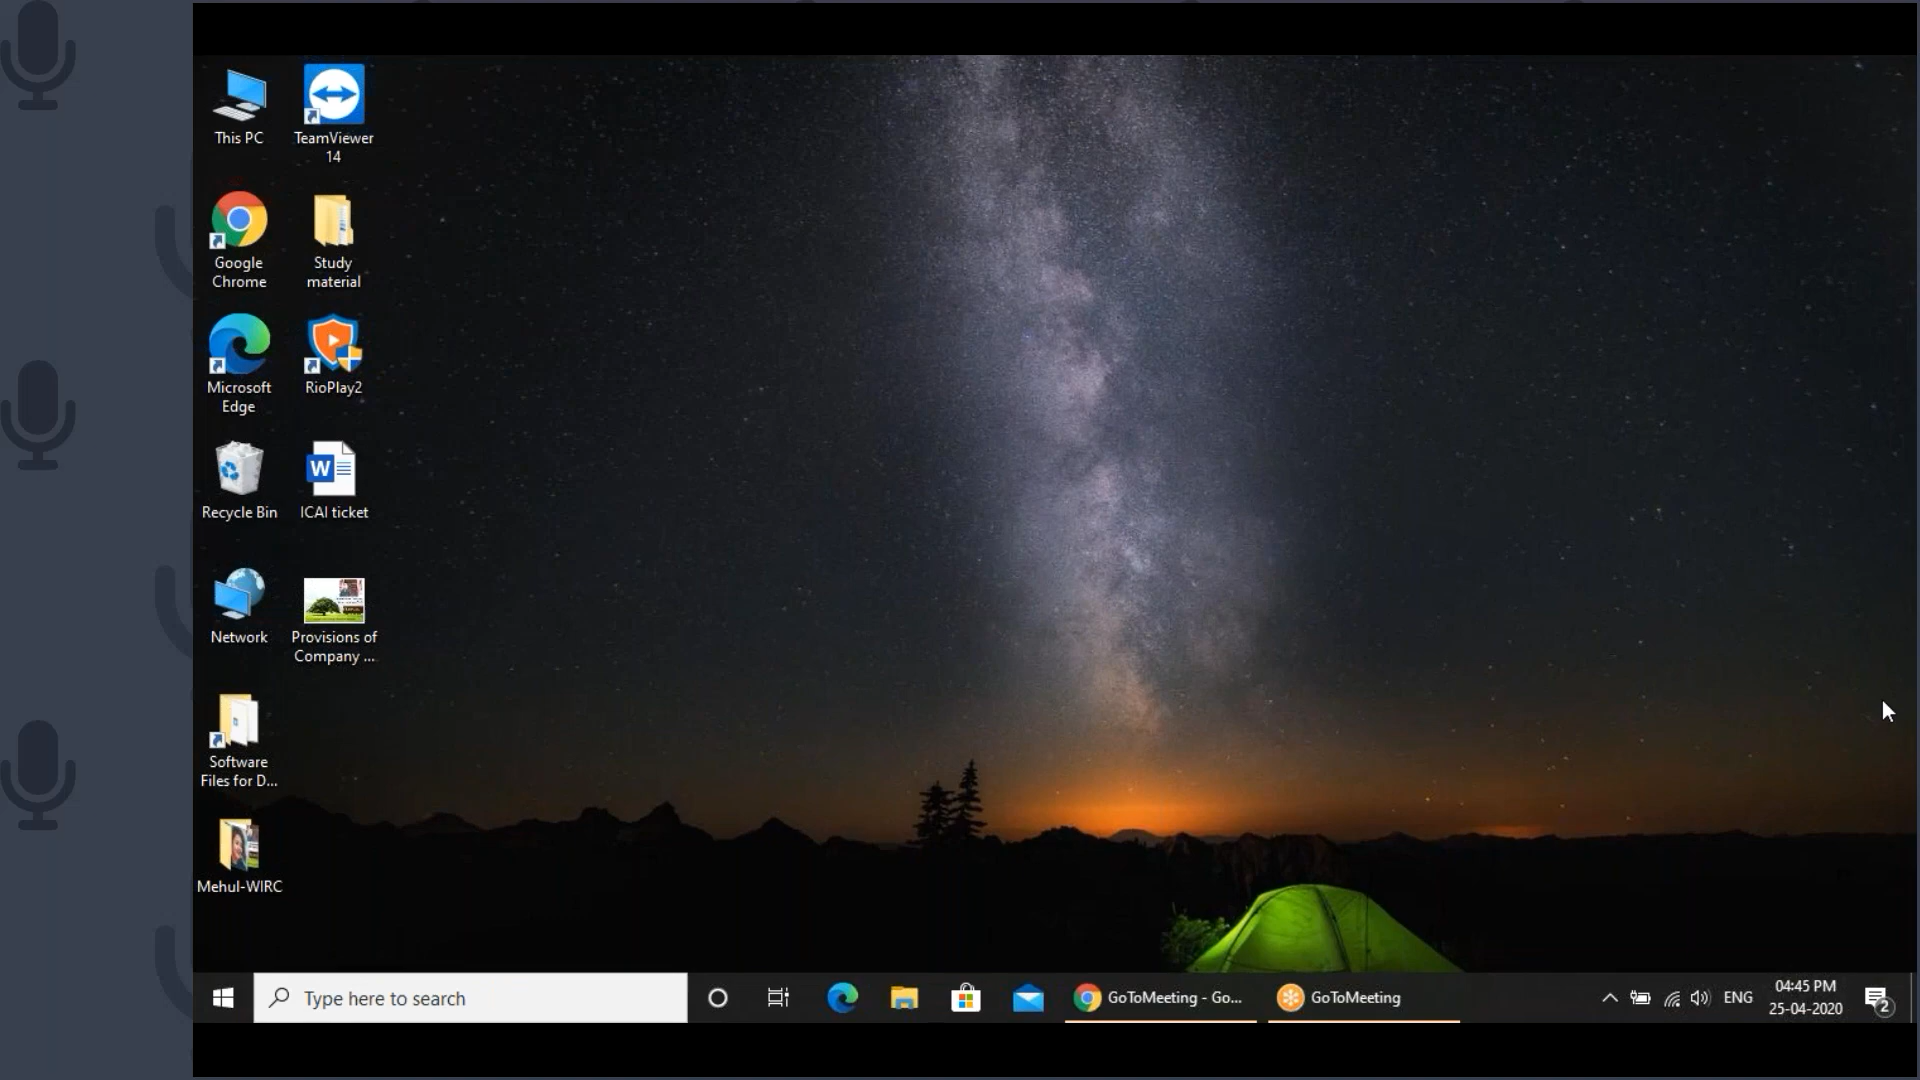 This PC
TeamViewer
14
Google
Chrome
Study
material
Microsoft
Edge
RioPlay2
Recycle Bin
W
ICAI ticket
Network
Provisions of
Company ...
Software
Files for D...
Mehul-WIRC
Type here to search
GoToMeeting - Go...
GoToMeeting
ENG
04:45 PM
25-04-2020
2